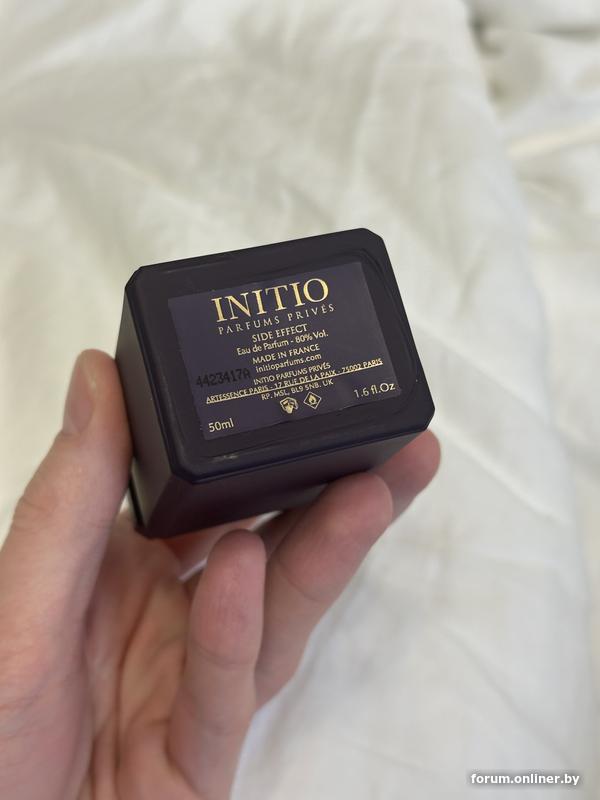 INITIO
PARFUMS PRIVÉS
SIDE EFFECT
Eau de Parfum - 80% Vol.
MADE IN FRANCE
initioparfums.com
4423417A
INITIO PARFUMS PRIVÉS
ARTESSENCE PARIS - 17 RUE DE LA PAIX - 75002 PARIS
RP. MSL, BL9 5NB. UK
50ml
1.6 fl.Oz
forum.onliner.by